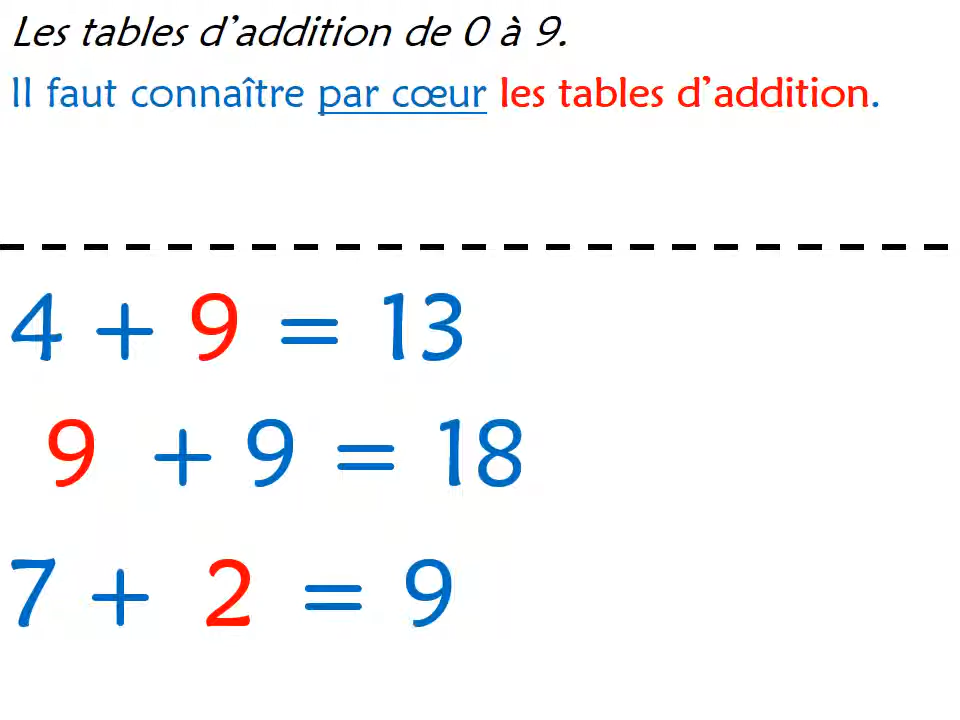 Les tables d’addition de 0 à 9.
Il faut connaître par cœur les tables d’addition.
4 + 9 = 13
9 + 9 = 18
7 + 2 = 9